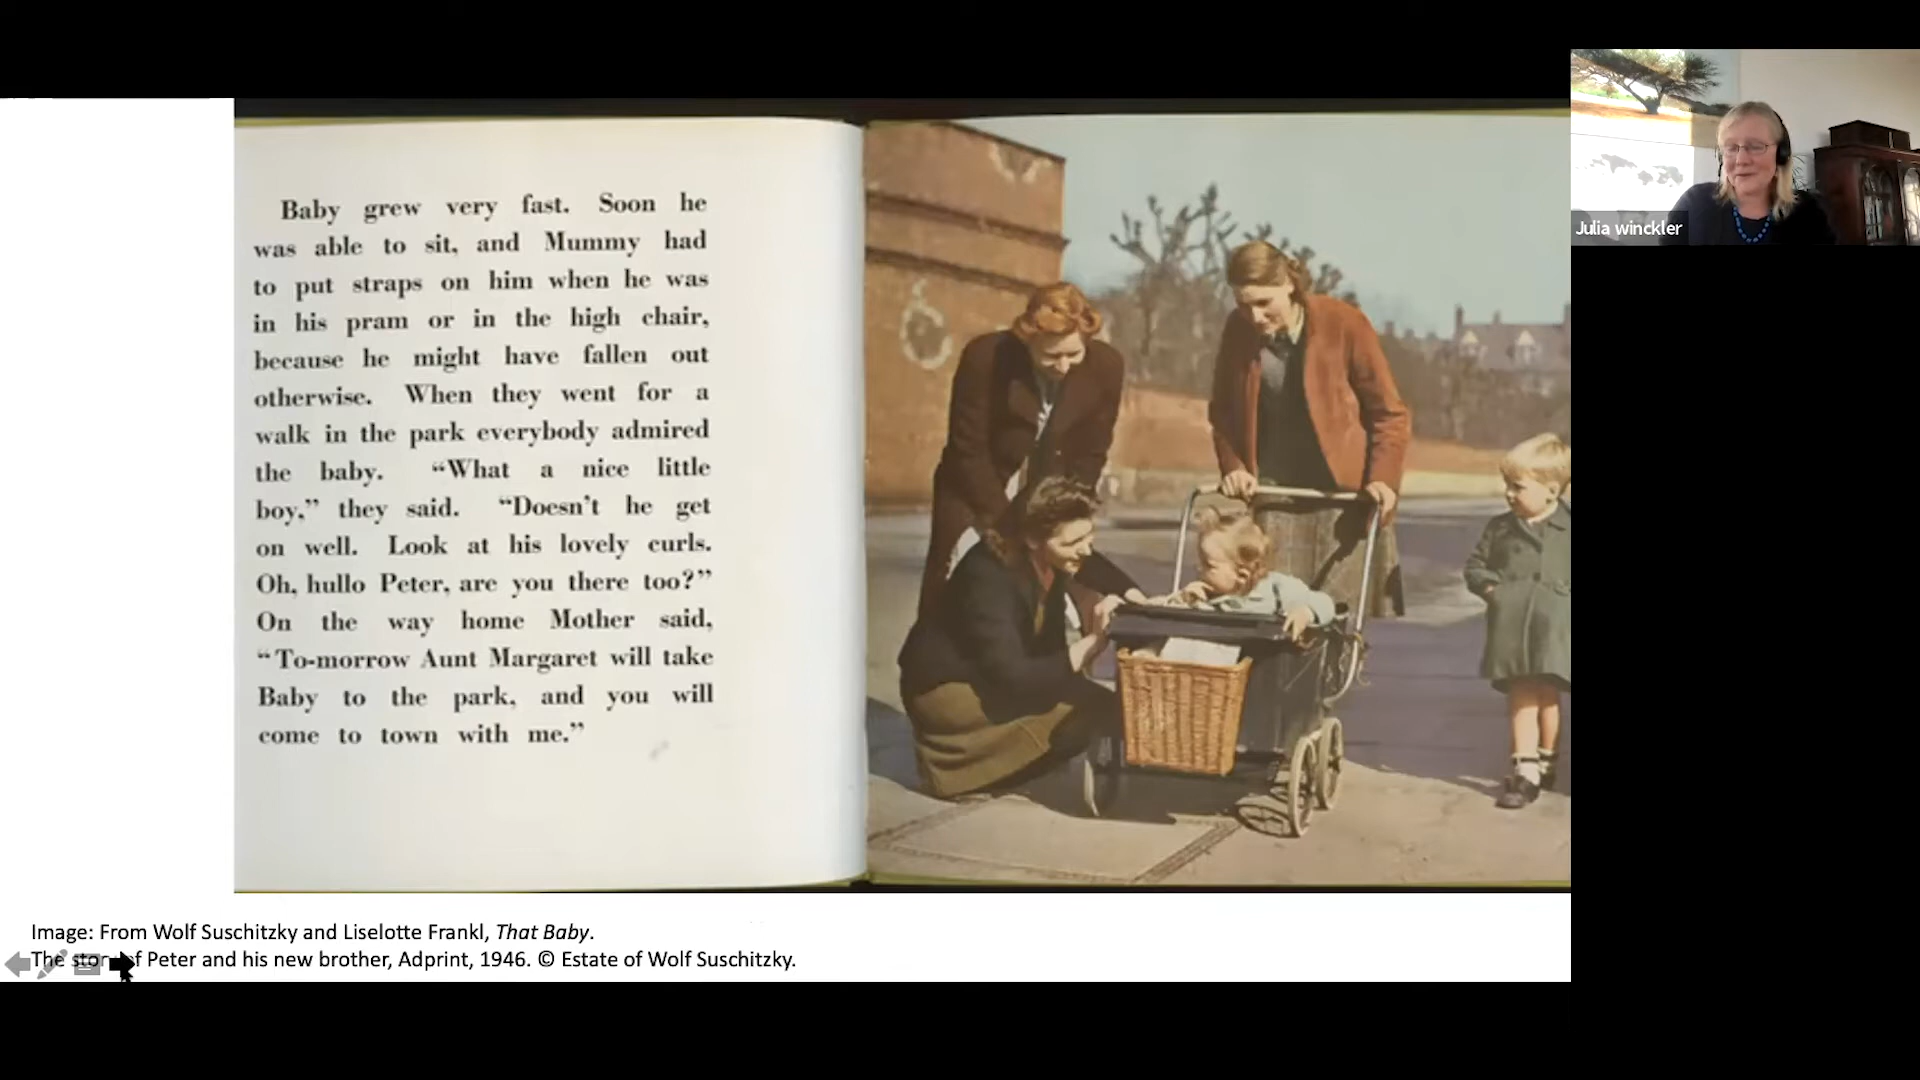 Baby grew very fast. Soon he
was able to sit, and Mummy had
to put straps on him when he was
in his pram or in the high chair,
because he might have fallen out
otherwise. When they went for a
walk in the park everybody admired
the baby. “What a nice little
boy,” they said. “Doesn’t he get
on well. Look at his lovely curls.
Oh, hullo Peter, are you there too?”
On the way home Mother said,
“To-morrow Aunt Margaret will take
Baby to the park, and you will
come to town with me.”
Julia winckler
Image: From Wolf Suschitzky and Liselotte Frankl, That Baby.
The story of Peter and his new brother, Adprint, 1946. © Estate of Wolf Suschitzky.